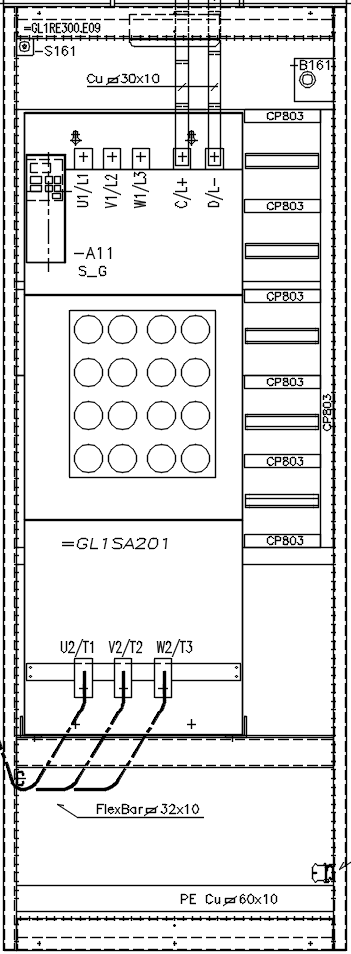 =GL1RE300.E09
-S161
-B161
Cu 30x10
CP803
U1/L1
V1/L2
W1/L3
C/L+
D/L-
CP803
-A11
S_G
CP803
CP803
CP803
CP803
CP803
=GL1SA201
U2/T1 V2/T2 W2/T3
FlexBar 32x10
PE Cu 60x10